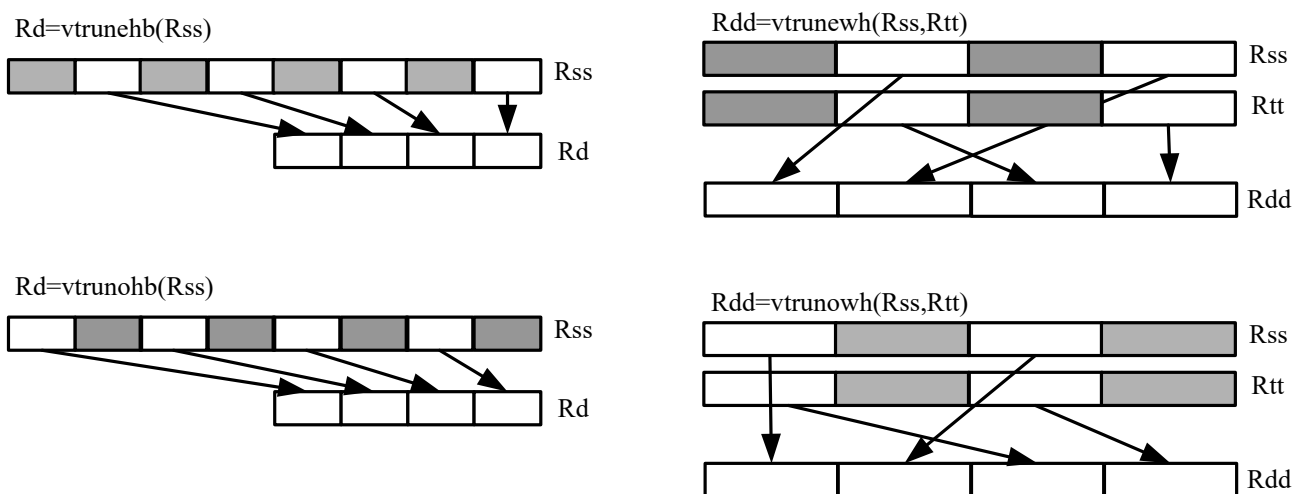 Rd=vtrunehb(Rss)
Rss
Rd
Rdd=vtrunewh(Rss,Rtt)
Rss
Rtt
Rdd
Rd=vtrunohb(Rss)
Rss
Rd
Rdd=vtrunowh(Rss,Rtt)
Rss
Rtt
Rdd